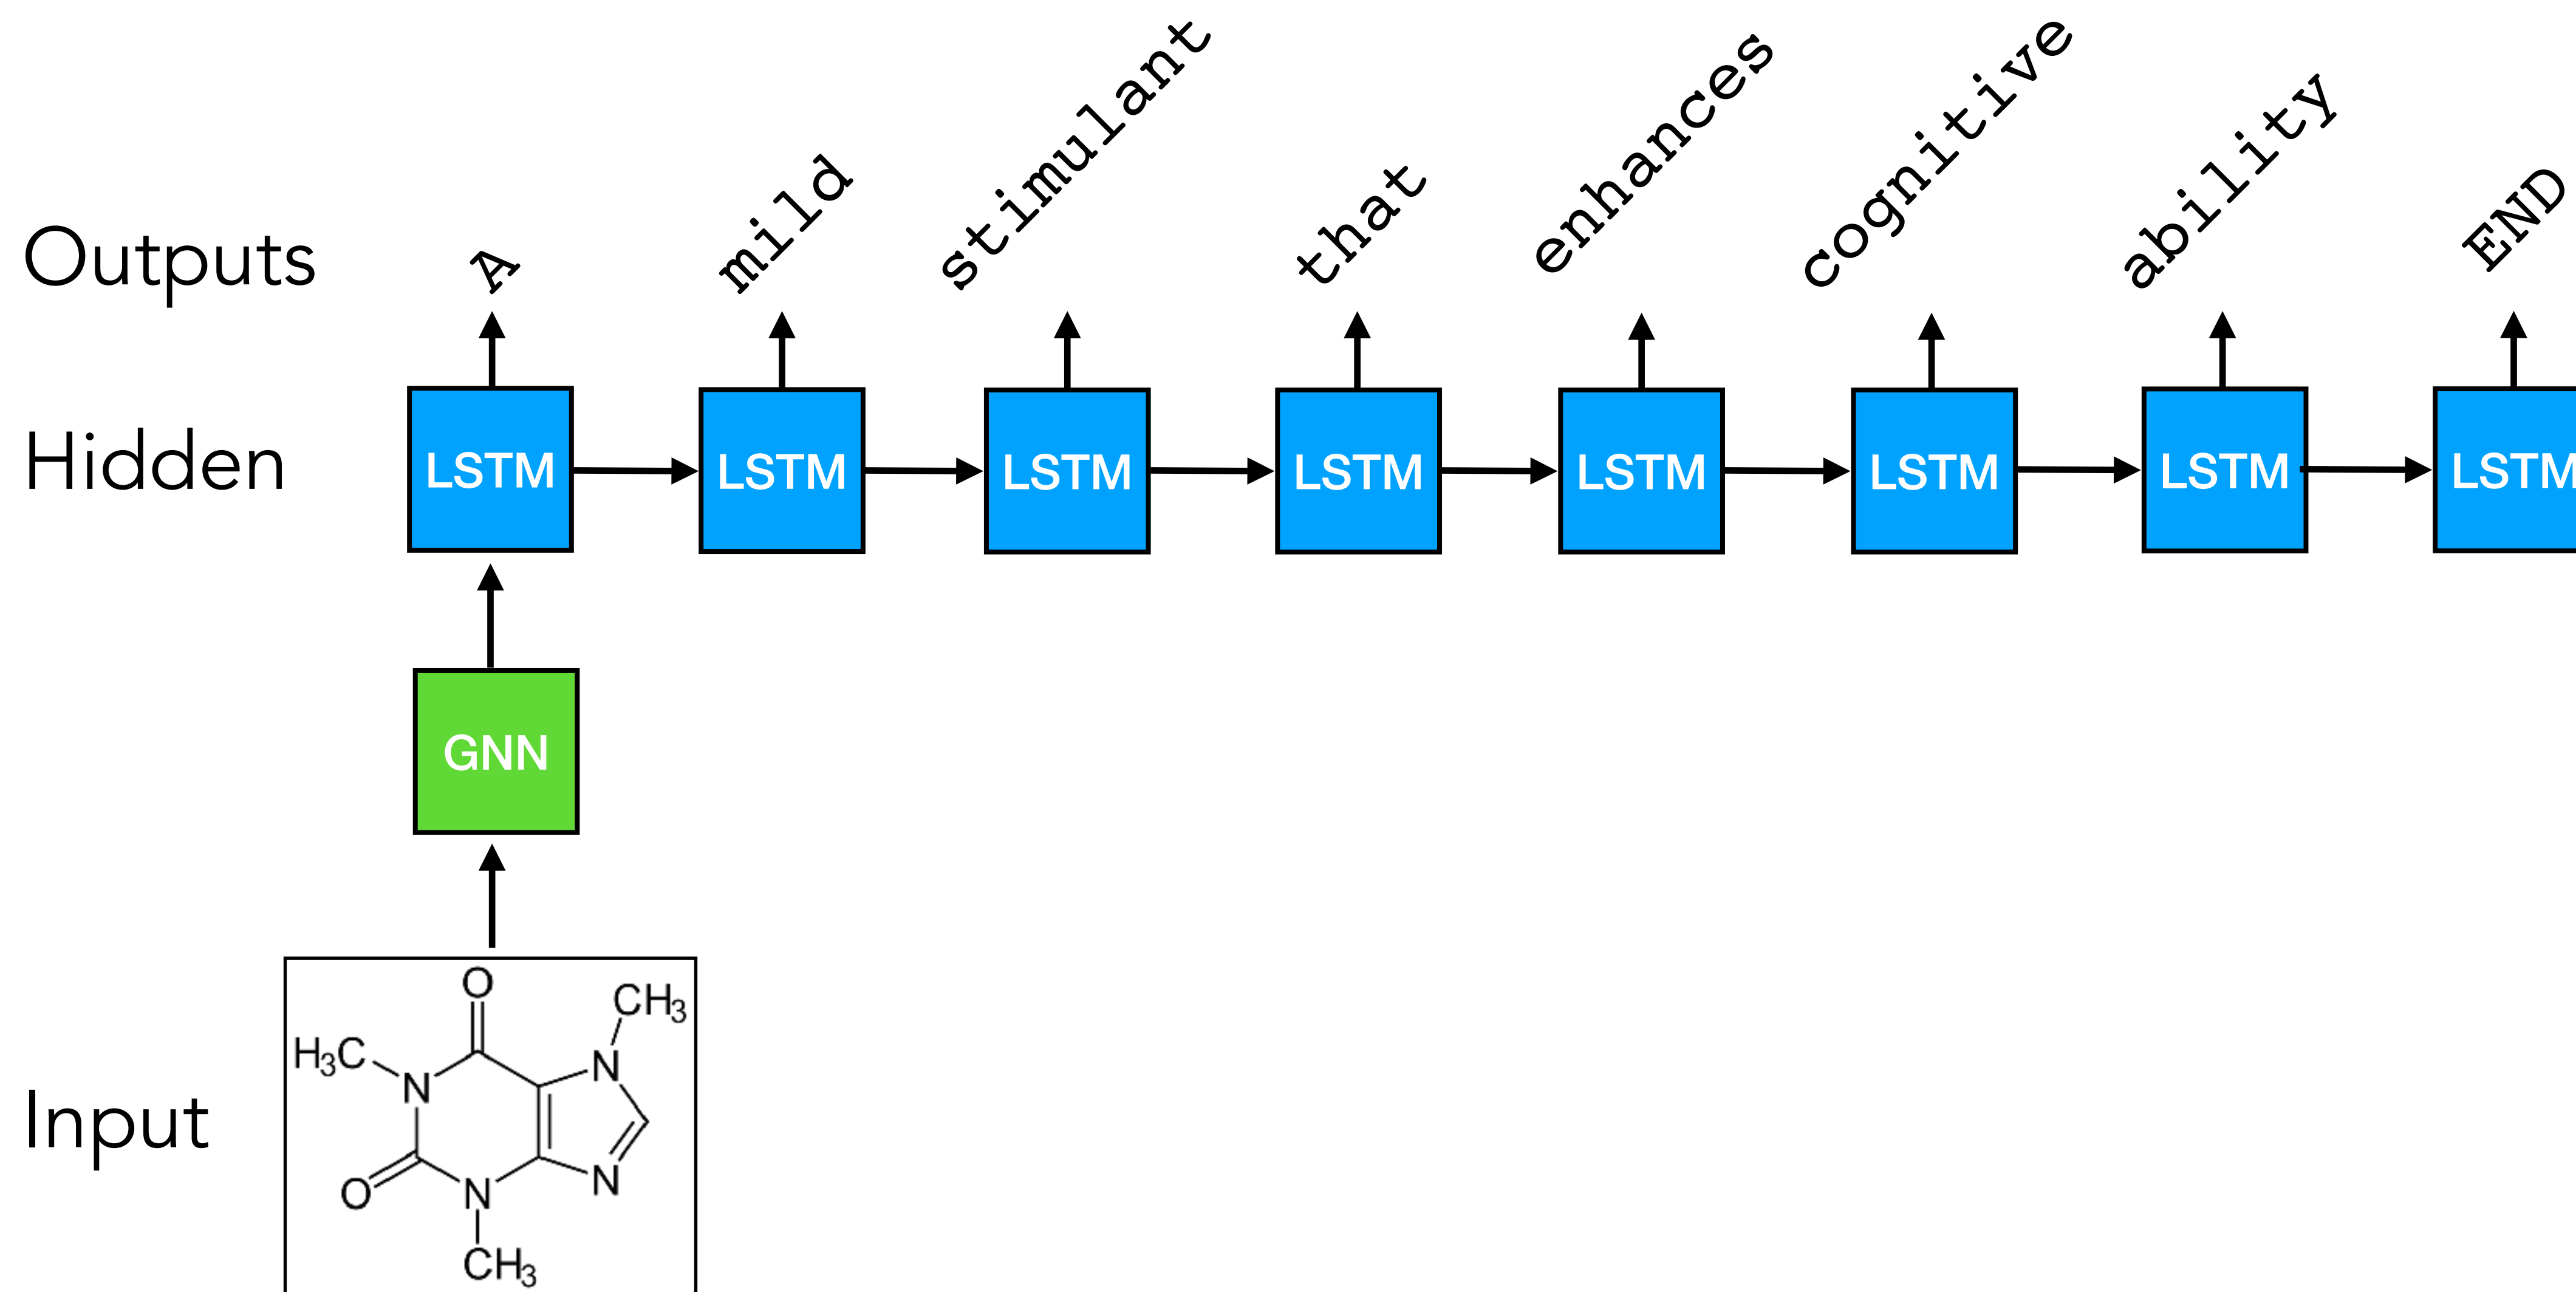 Outputs A mild stimulant that enhances cognitive ability END
Hidden LSTM LSTM LSTM LSTM LSTM LSTM LSTM LSTM
GNN
O
CH3
H3C
N
N
Input
O
N
N
CH3